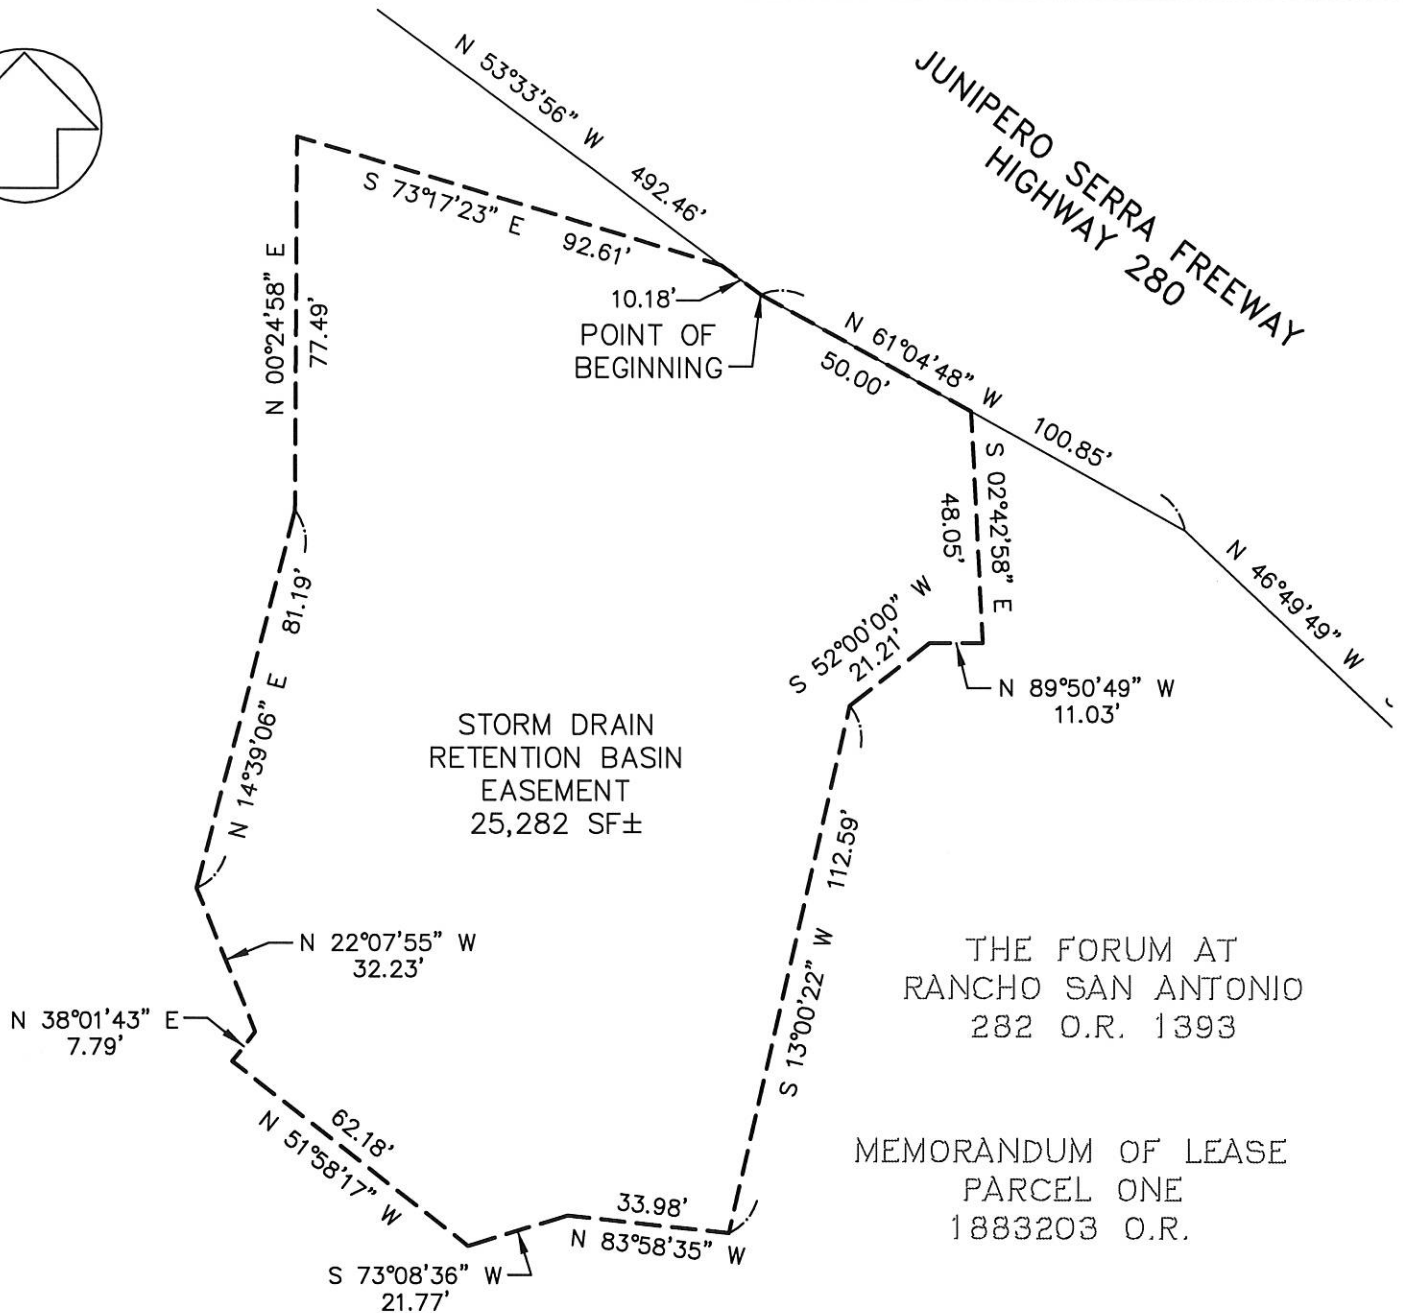 N 53°33'56" W 492.46'
JUNIPERO SERRA FREEWAY
HIGHWAY 280
S 73°17'23" E 92.61'
N 00°24'58" E
77.49'
10.18'
POINT OF
BEGINNING
N 61°04'48" W
50.00'
100.85'
S 02°42'58" E
48.05'
N 46°49'49" W
S 52°00'00" W
21.21'
N 89°50'49" W
11.03'
N 14°39'06" E 81.19'
STORM DRAIN
RETENTION BASIN
EASEMENT
25,282 SF±
S 13°00'22" W 112.59'
N 22°07'55" W
32.23'
N 38°01'43" E
7.79'
THE FORUM AT
RANCHO SAN ANTONIO
282 O.R. 1393
62.18'
N 51°58'17" W
MEMORANDUM OF LEASE
PARCEL ONE
1883203 O.R.
33.98'
N 83°58'35" W
S 73°08'36" W
21.77'